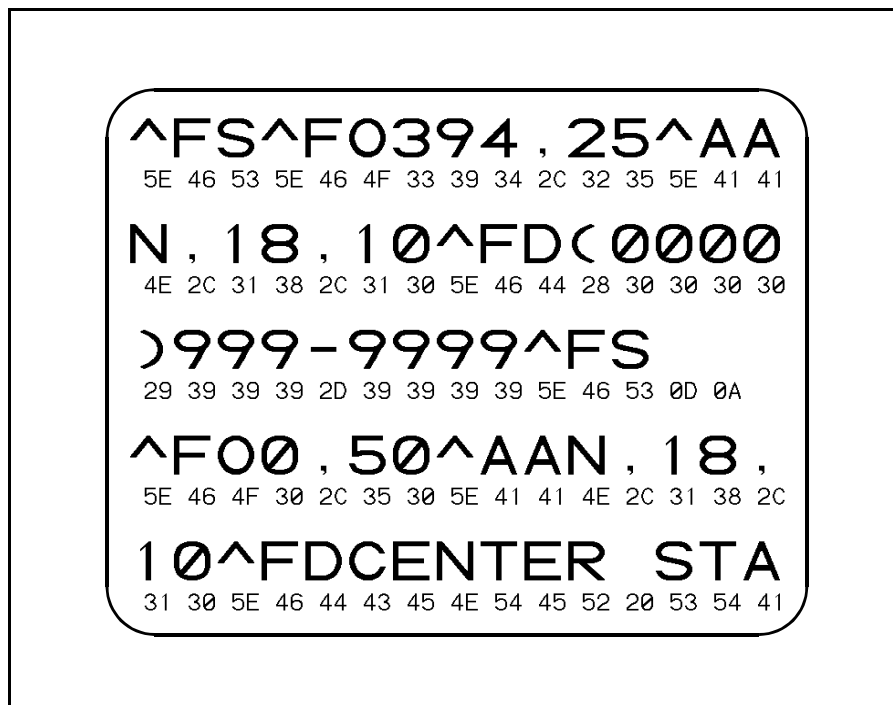 ^FS^FO394,25^AA
5E 46 53 5E 46 4F 33 39 34 2C 32 35 5E 41 41
N,18,10^FD(0000
4E 2C 31 38 2C 31 30 5E 46 44 28 30 30 30 30
)999-9999^FS
29 39 39 39 2D 39 39 39 39 5E 46 53 0D 0A
^FO0,50^AAN,18,
5E 46 4F 30 2C 35 30 5E 41 41 4E 2C 31 38 2C
10^FDCENTER STA
31 30 5E 46 44 43 45 4E 54 45 52 20 53 54 41